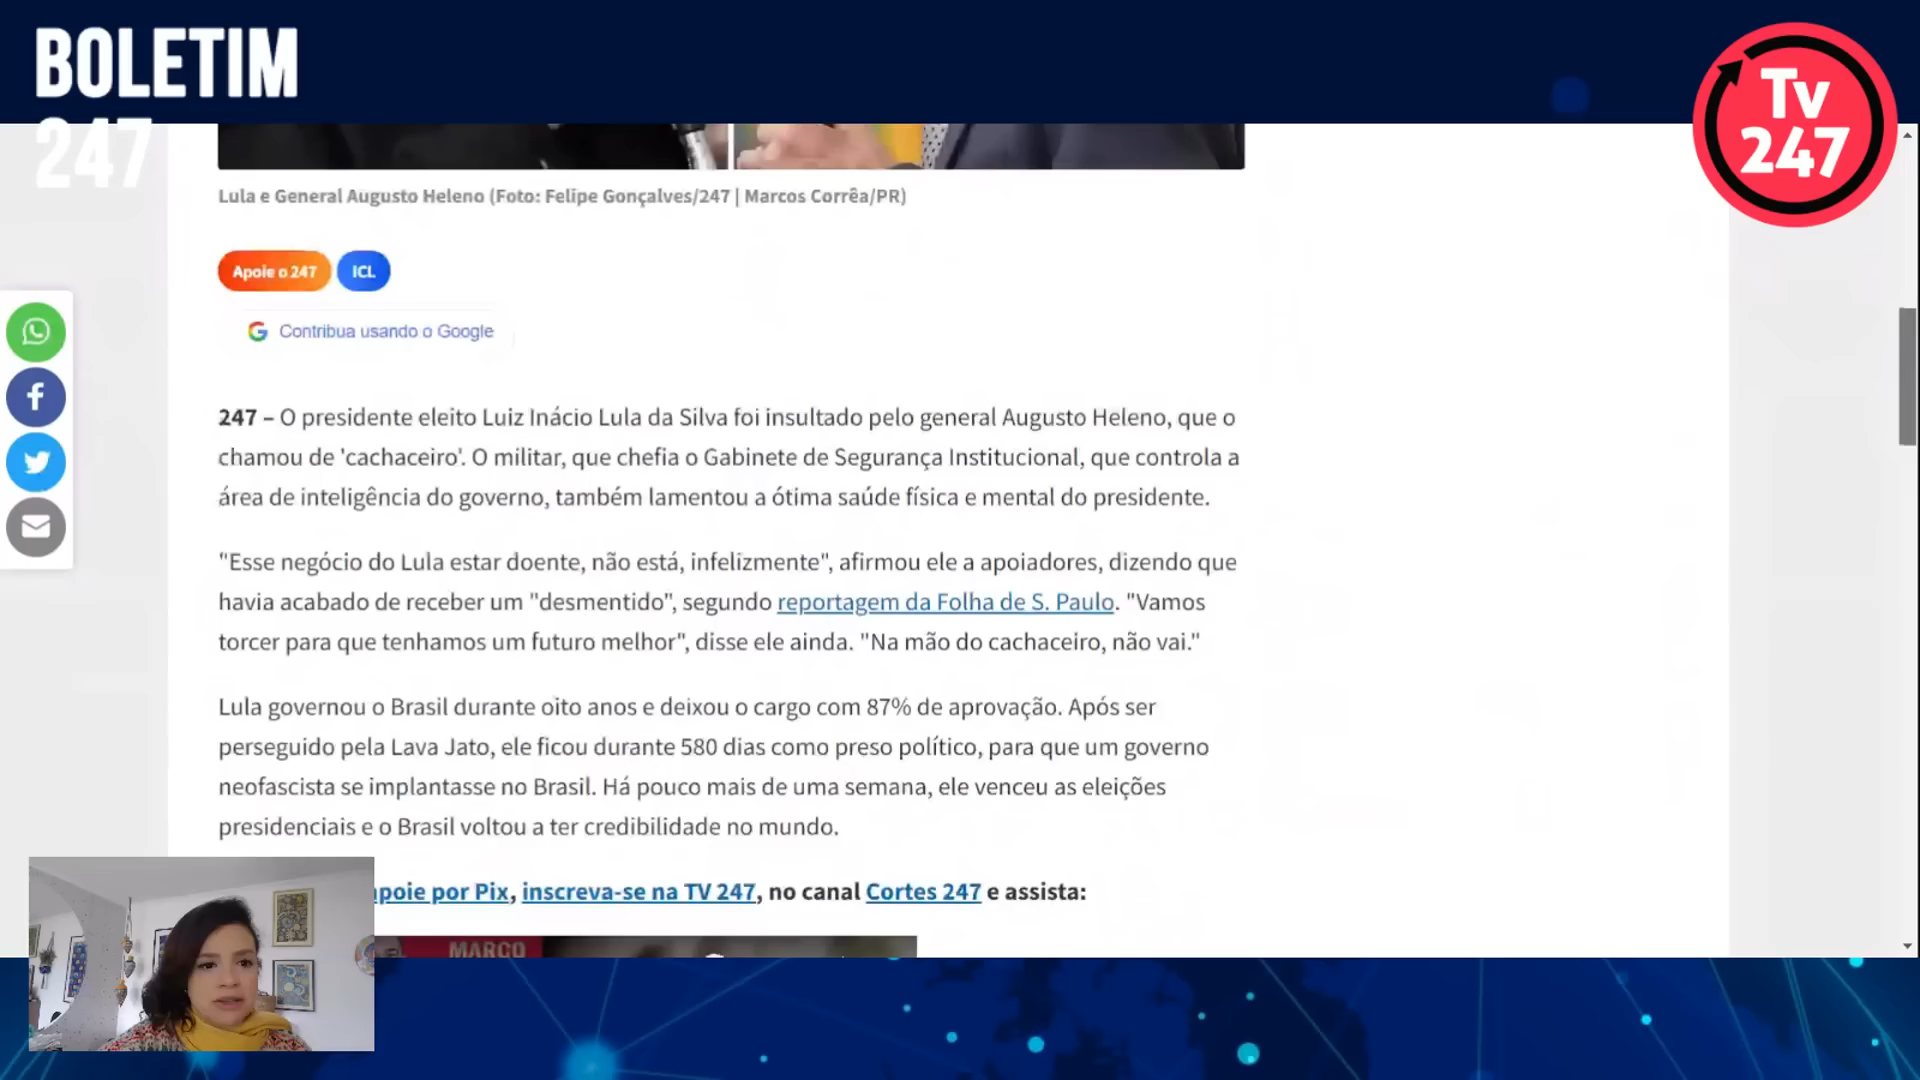 BOLETIM
247
Tv
247
Lula e General Augusto Heleno (Foto: Felipe Gonçalves/247 | Marcos Corrêa/PR)
Apoie o 247
ICL
Contribua usando o Google
247 – O presidente eleito Luiz Inácio Lula da Silva foi insultado pelo general Augusto Heleno, que o
chamou de 'cachaceiro'. O militar, que chefia o Gabinete de Segurança Institucional, que controla a
área de inteligência do governo, também lamentou a ótima saúde física e mental do presidente.
"Esse negócio do Lula estar doente, não está, infelizmente", afirmou ele a apoiadores, dizendo que
havia acabado de receber um "desmentido", segundo reportagem da Folha de S. Paulo. "Vamos
torcer para que tenhamos um futuro melhor", disse ele ainda. "Na mão do cachaceiro, não vai."
Lula governou o Brasil durante oito anos e deixou o cargo com 87% de aprovação. Após ser
perseguido pela Lava Jato, ele ficou durante 580 dias como preso político, para que um governo
neofascista se implantasse no Brasil. Há pouco mais de uma semana, ele venceu as eleições
presidenciais e o Brasil voltou a ter credibilidade no mundo.
apoie por Pix, inscreva-se na TV 247, no canal Cortes 247 e assista:
MARCO